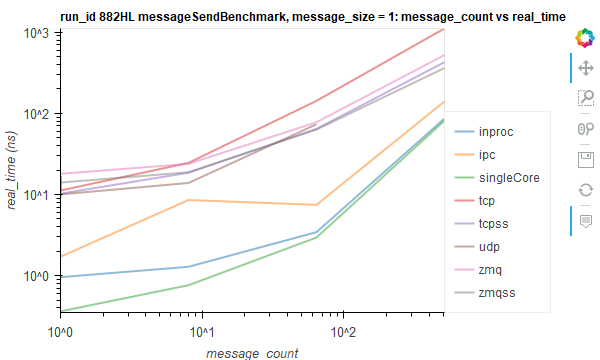 run_id 882HL messageSendBenchmark, message_size = 1: message_count vs real_time
10^3
10^2
10^1
10^0
real_time (ns)
10^0
10^1
10^2
message_count
inproc
ipc
singleCore
tcp
tcpss
udp
zmq
zmqss